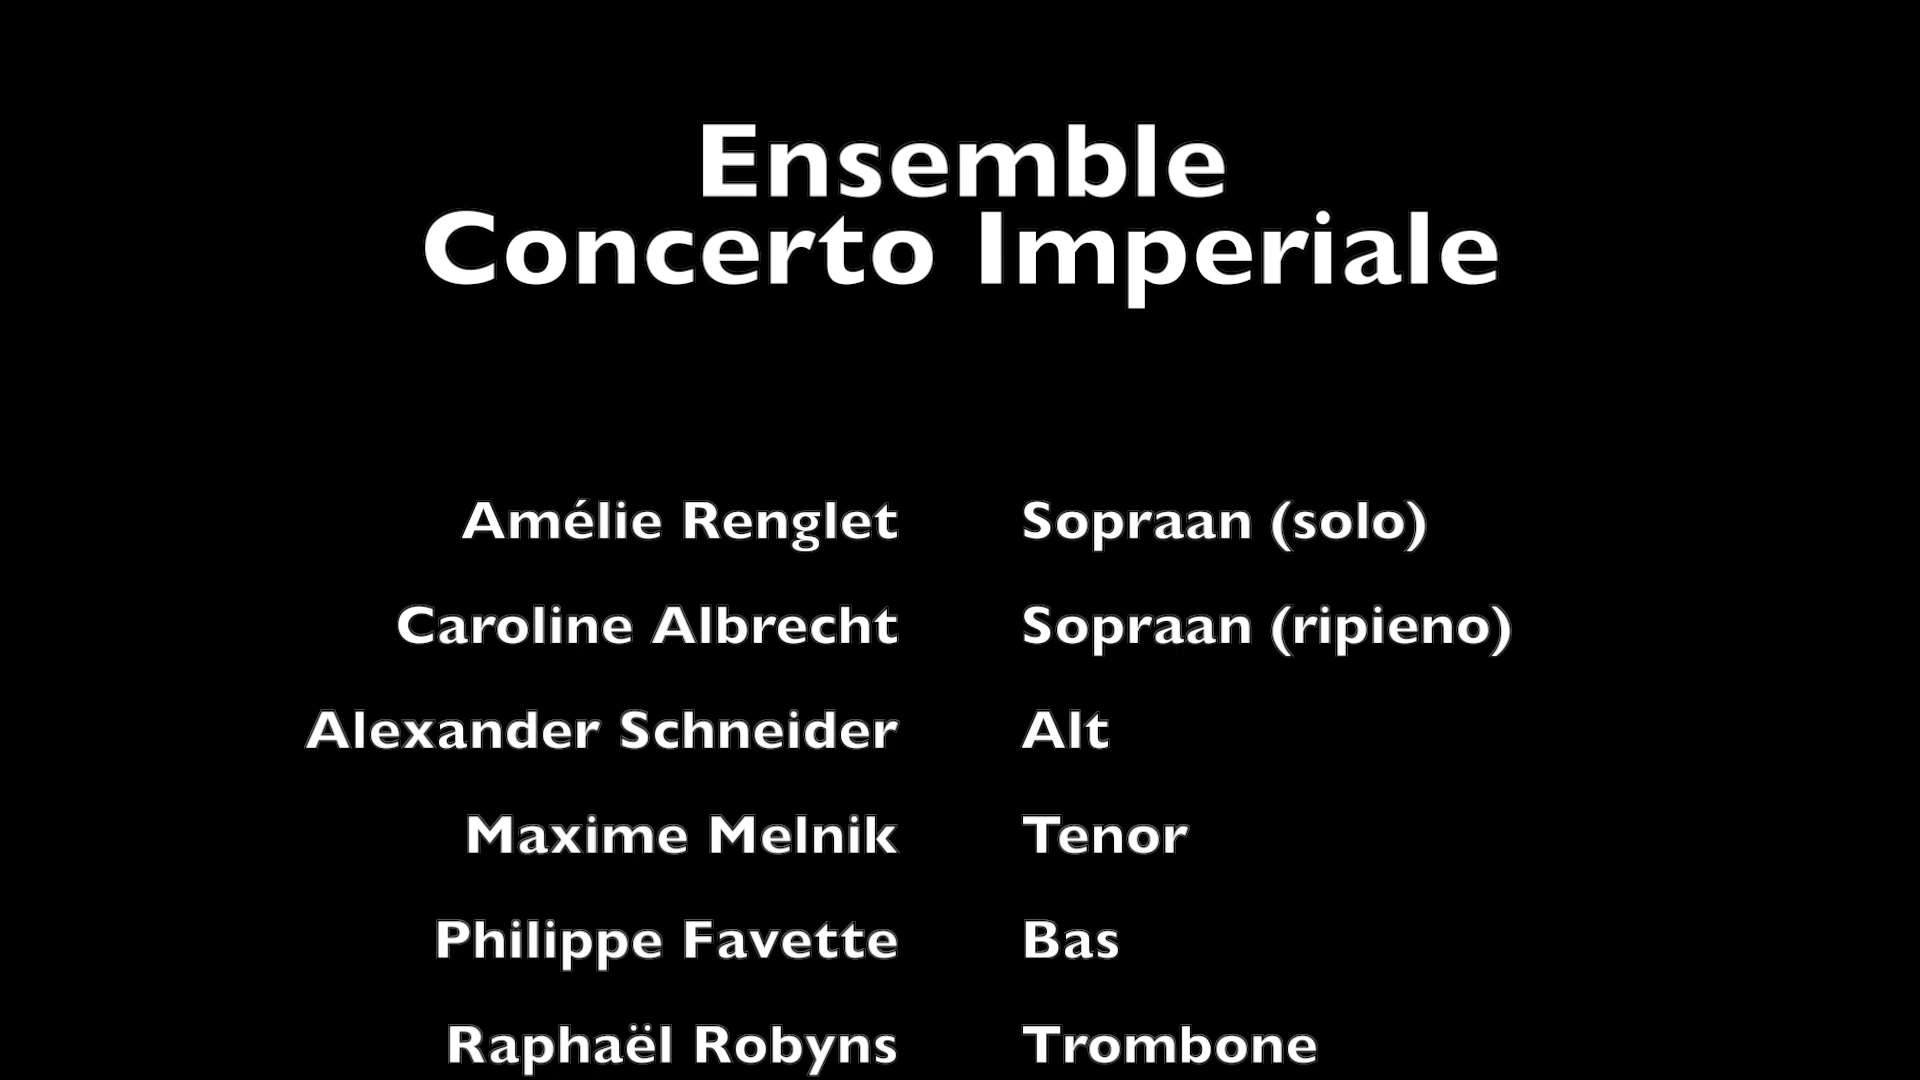 Ensemble
Concerto Imperiale
Amélie Renglet Sopraan (solo)
Caroline Albrecht Sopraan (ripieno)
Alexander Schneider Alt
Maxime Melnik Tenor
Philippe Favette Bas
Raphaël Robyns Trombone